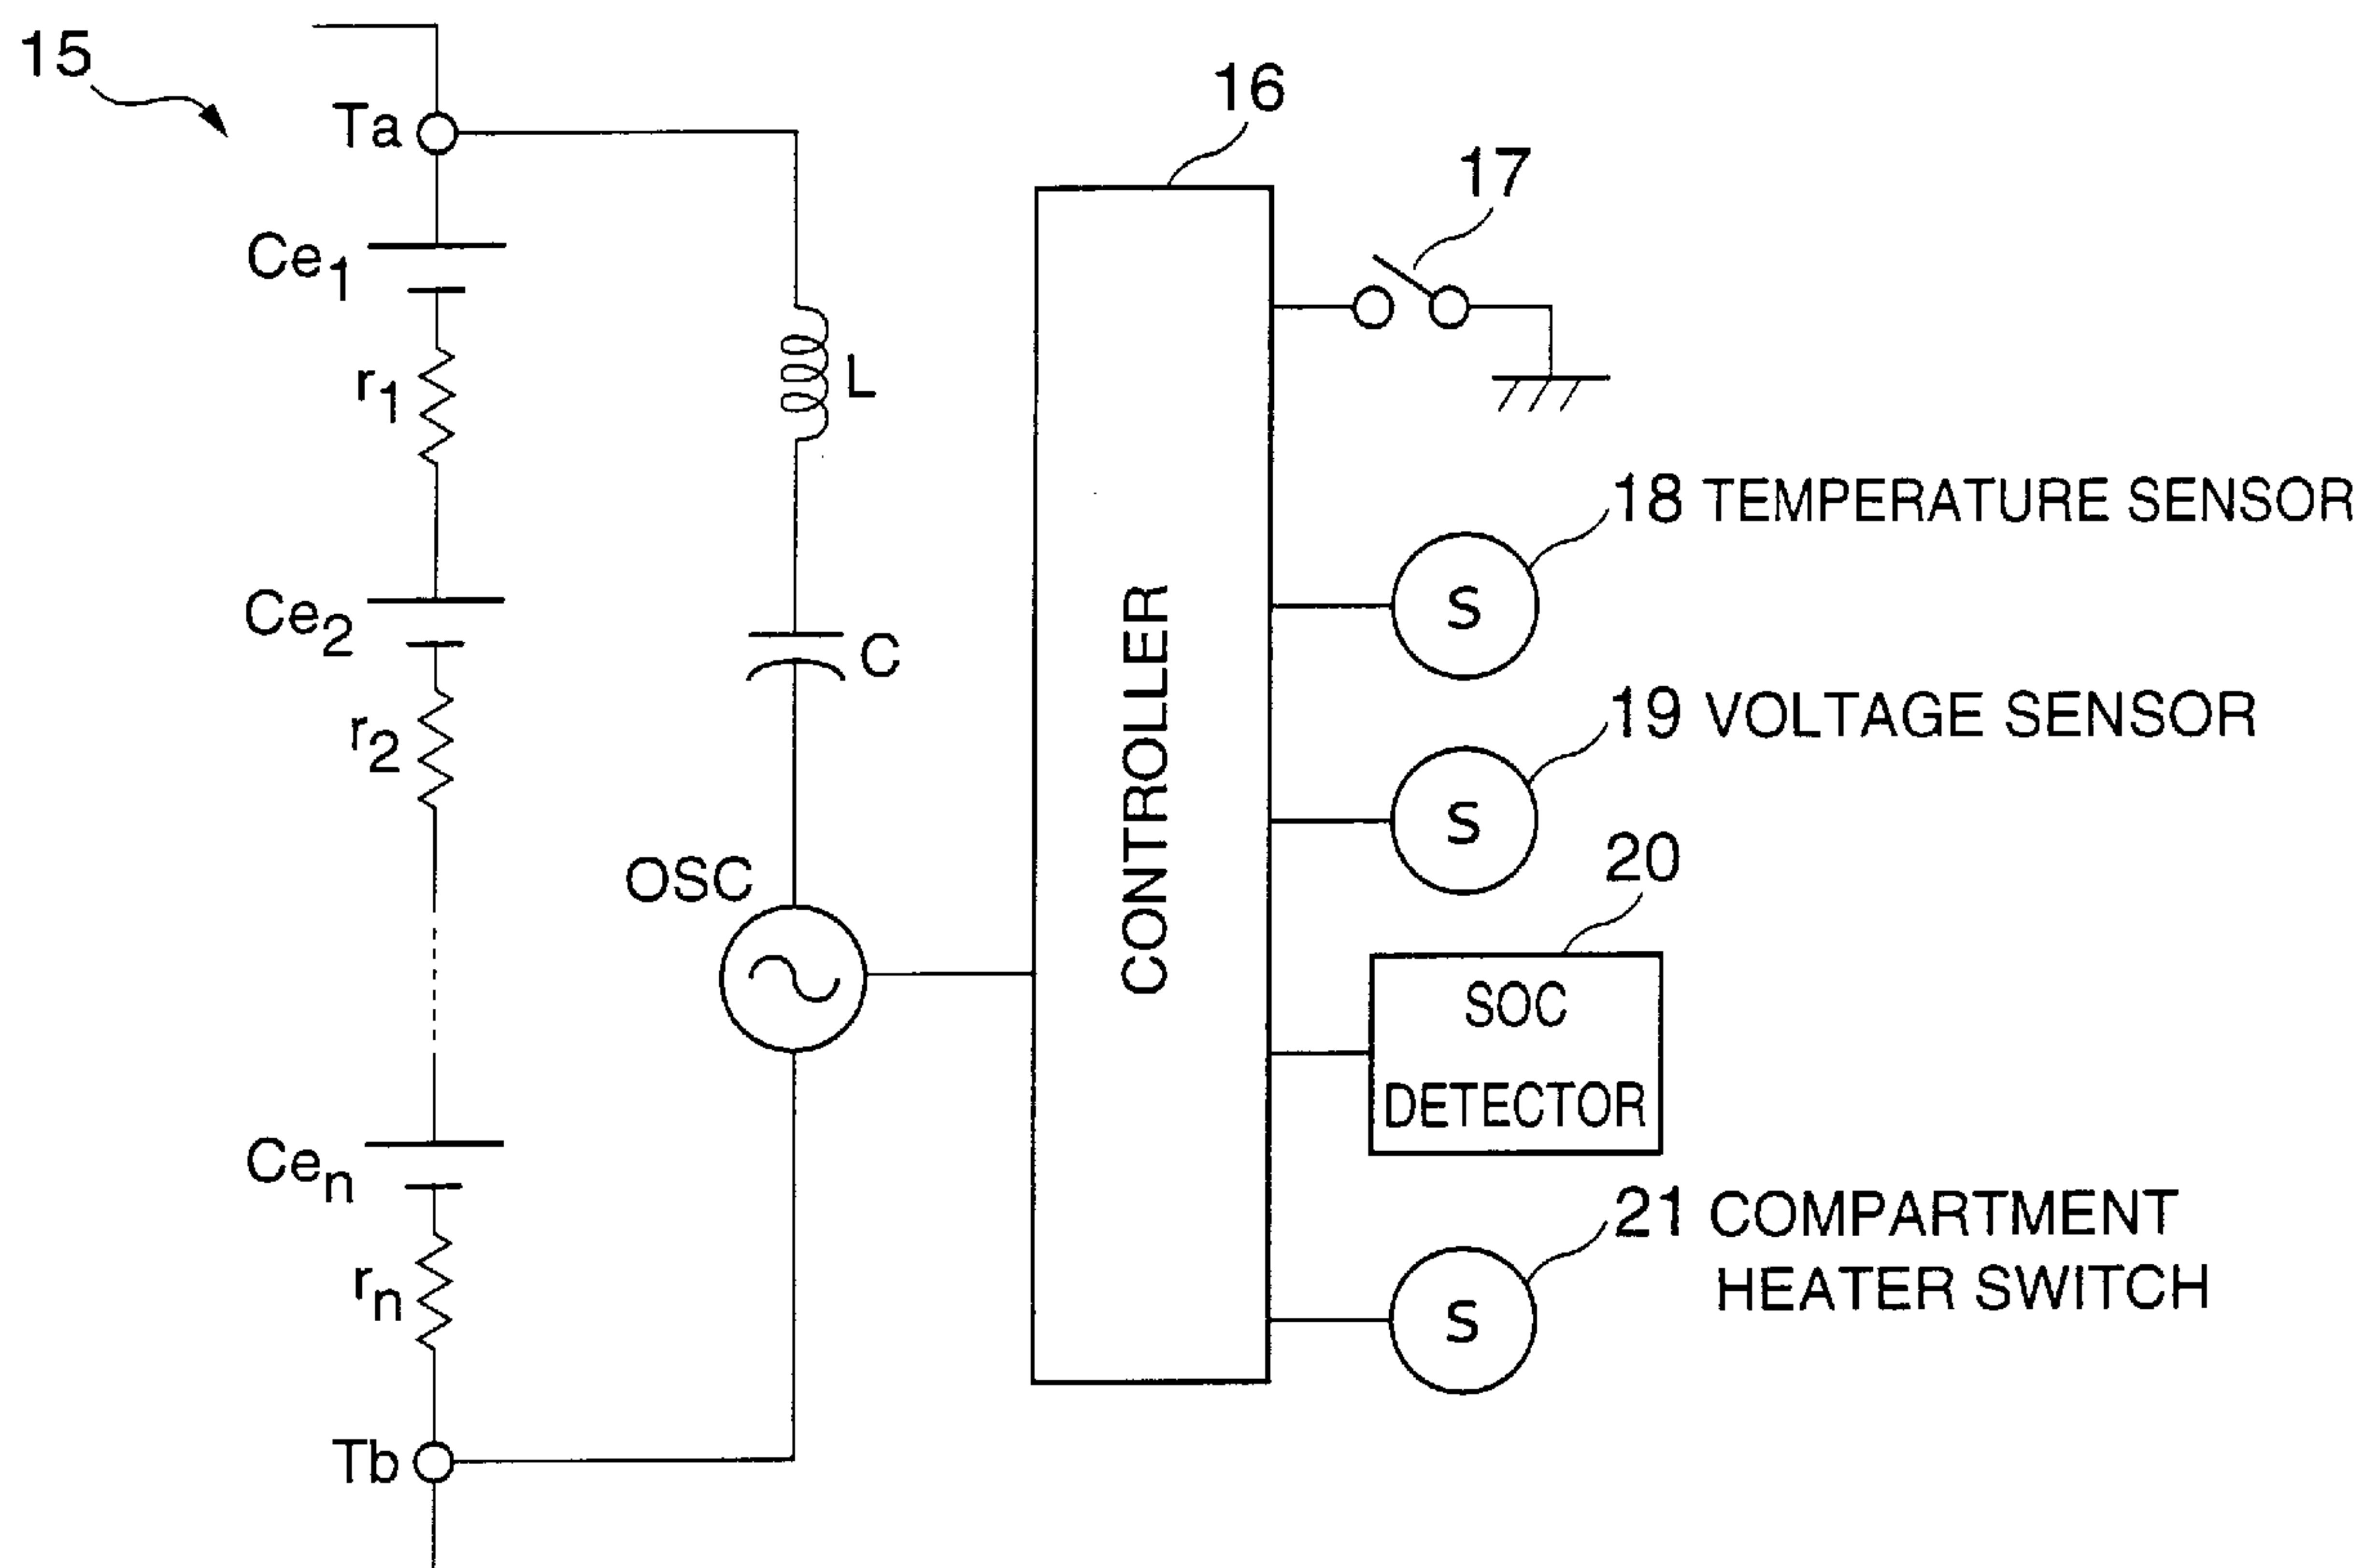 15
Ta
16
17
Ce1
r1
L
18 TEMPERATURE SENSOR
S
Ce2
C
r2
19 VOLTAGE SENSOR
S
CONTROLLER
OSC
20
SOC
DETECTOR
Cen
rn
21 COMPARTMENT
HEATER SWITCH
S
Tb